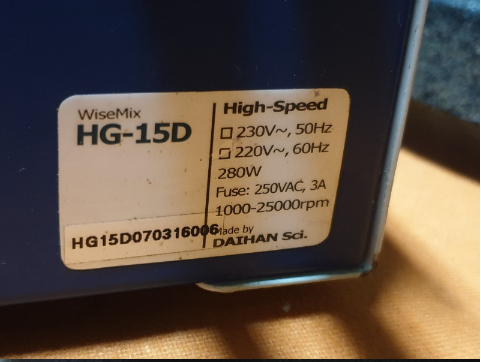 WiseMix
HG-15D
HG15D070316006
High-Speed
☐ 230V~, 50Hz
☑ 220V~, 60Hz
280W
Fuse: 250VAC, 3A
1000-25000rpm
Made by
DAIHAN Sci.